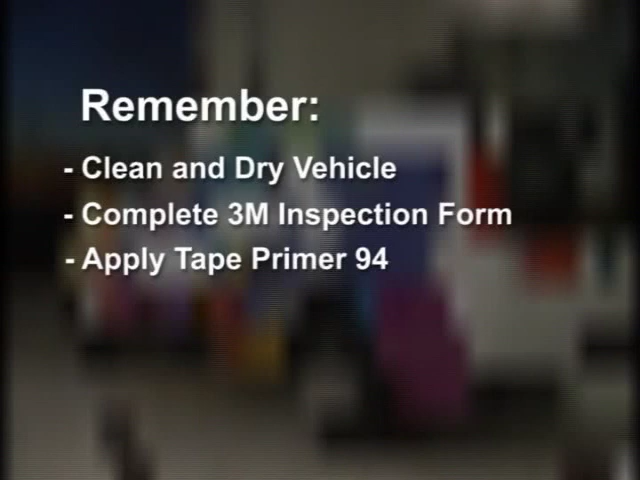 Remember:
- Clean and Dry Vehicle
- Complete 3M Inspection Form
- Apply Tape Primer 94